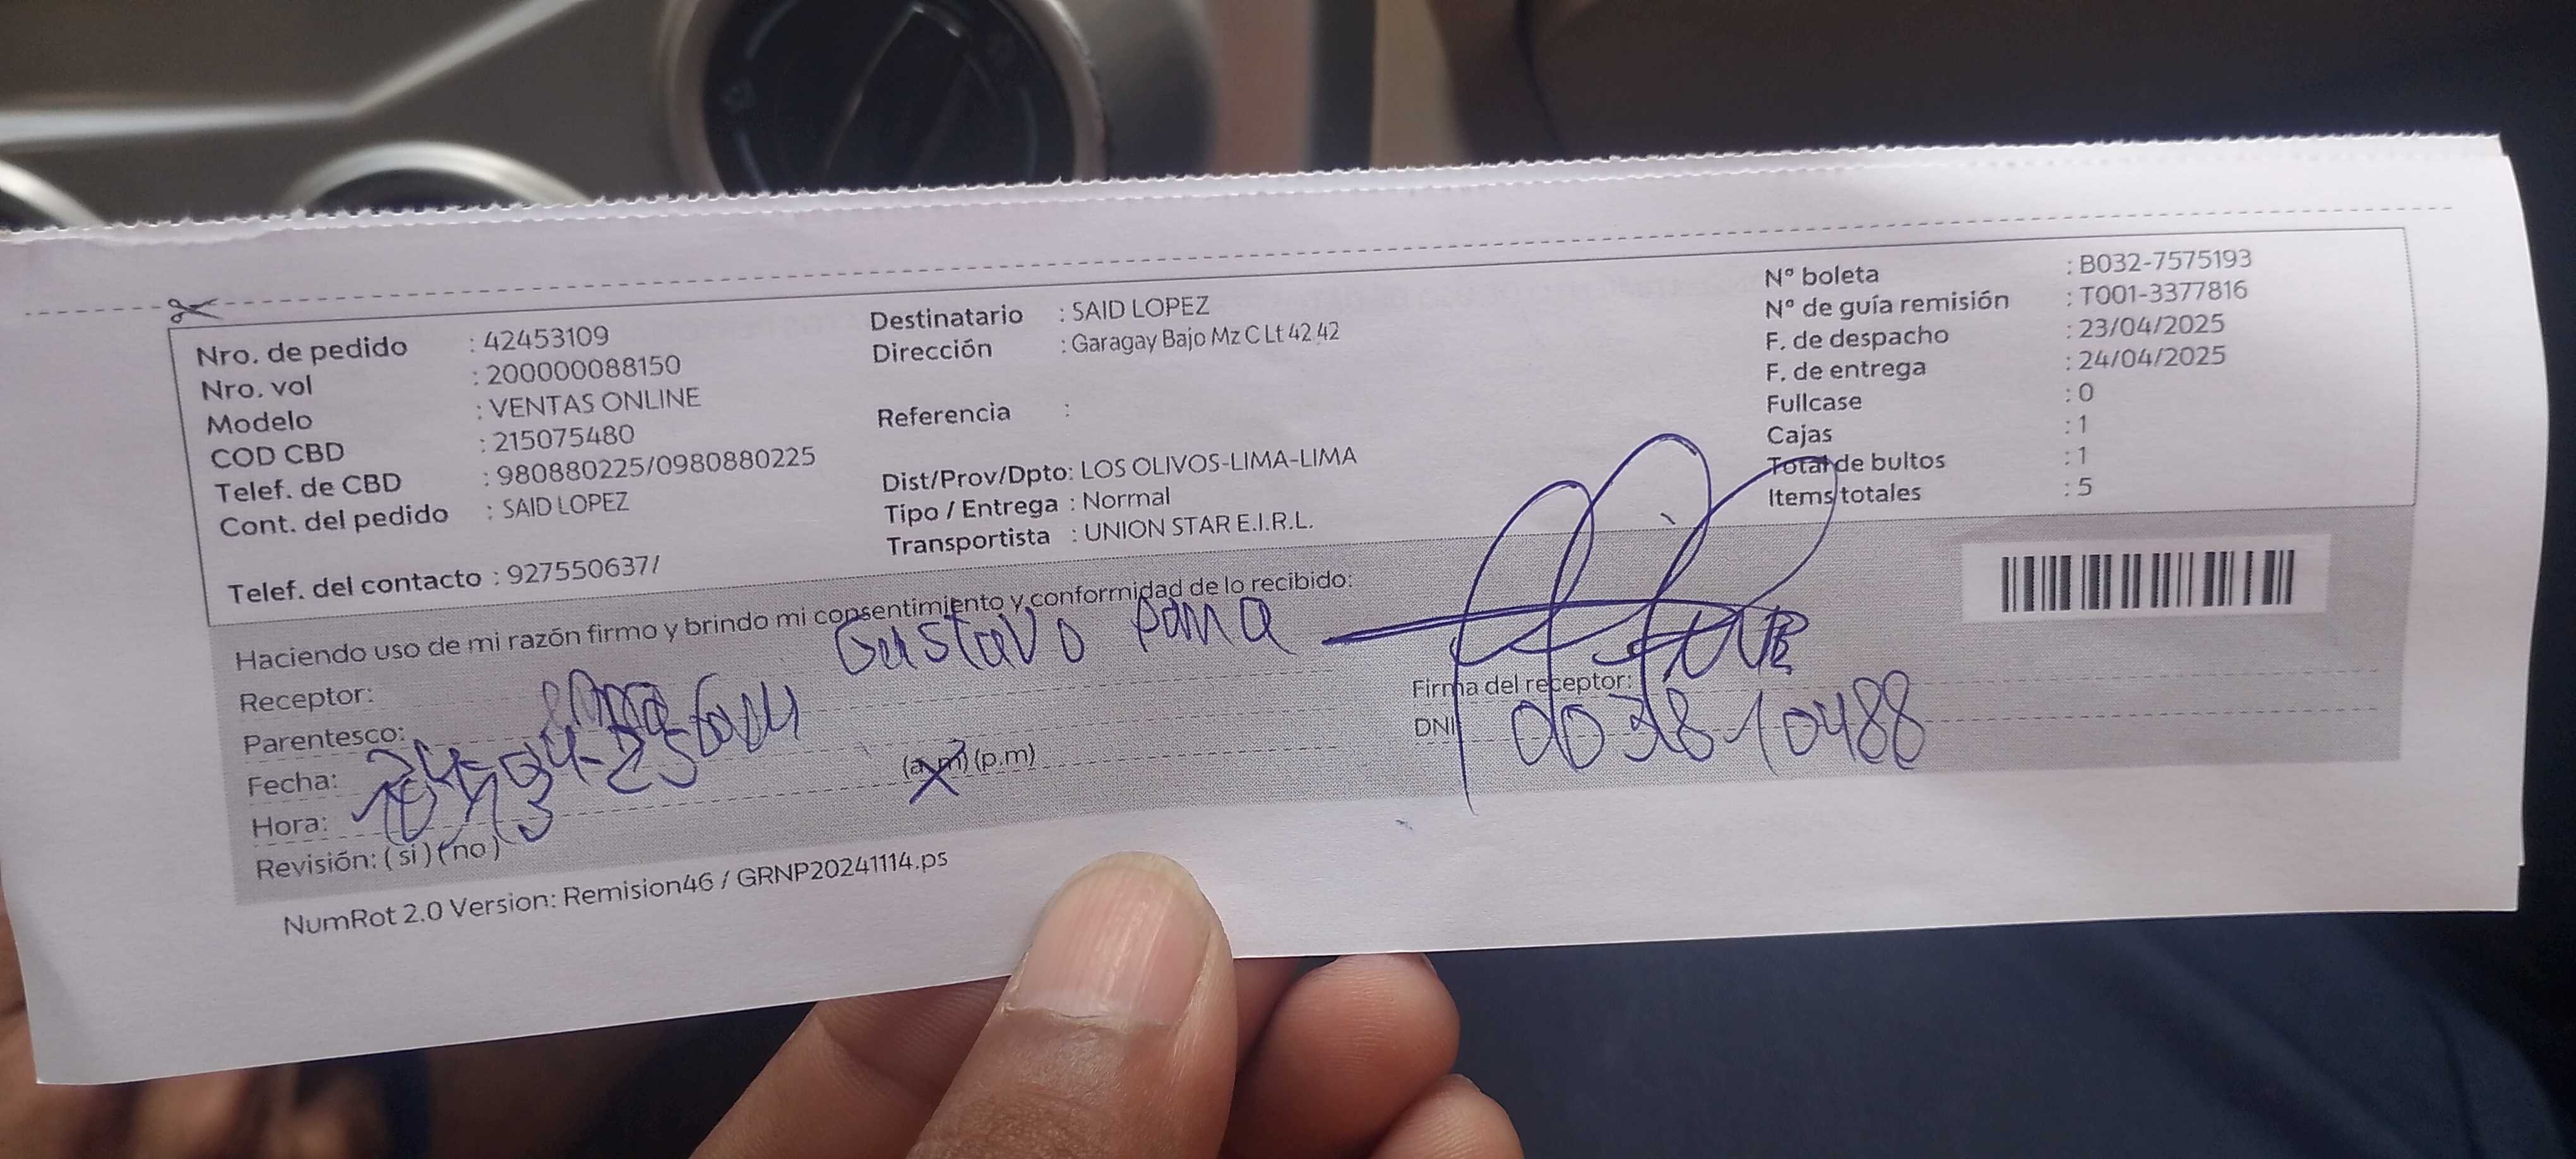 Nro. de pedido : 42453109
Nro. vol : 200000088150
Modelo : VENTAS ONLINE
COD CBD : 215075480
Telef. de CBD : 980880225/0980880225
Cont. del pedido : SAID LOPEZ
Telef. del contacto : 927550637/
Destinatario : SAID LOPEZ
Dirección : Garagay Bajo Mz C Lt 42 42
Referencia :
Dist/Prov/Dpto: LOS OLIVOS-LIMA-LIMA
Tipo / Entrega : Normal
Transportista : UNION STAR E.I.R.L.
Nº boleta : B032-7575193
Nº de guía remisión : T001-3377816
F. de despacho : 23/04/2025
F. de entrega : 24/04/2025
Fullcase : 0
Cajas : 1
Total de bultos : 1
Items totales : 5
Haciendo uso de mi razón firmo y brindo mi consentimiento y conformidad de lo recibido:
Receptor: Gustavo
Parentesco:
Fecha: 24-04-25
Hora: (a.m) (p.m)
Revisión: ( si ) ( no )
Firma del receptor:
DNI
NumRot 2.0 Version: Remision46 / GRNP20241114.ps